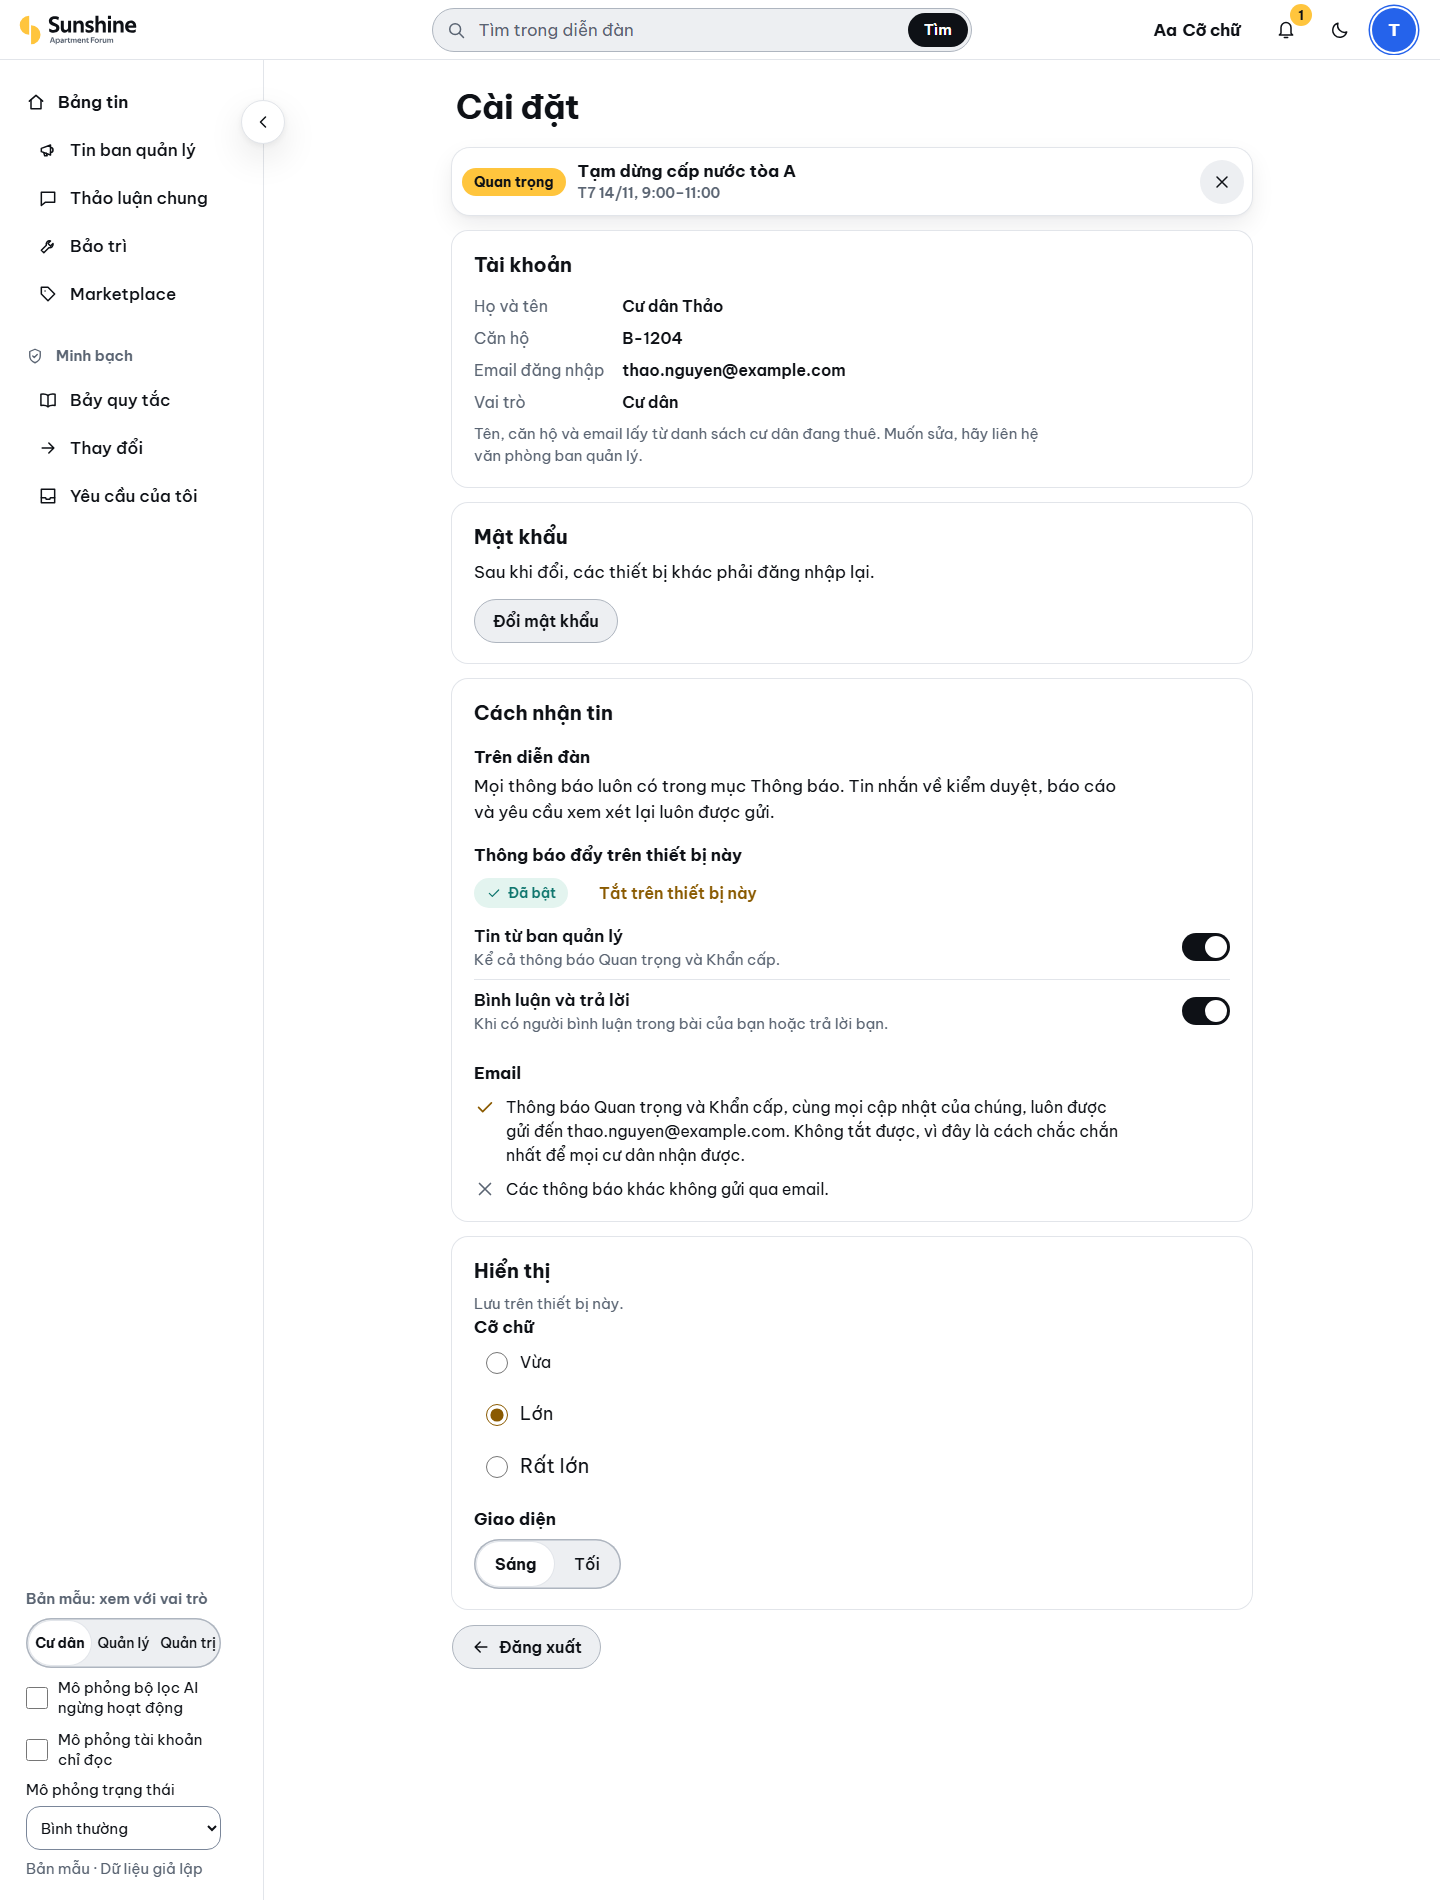 Sunshine
Apartment Forum
Tìm trong diễn đàn
Tìm
Aa Cỡ chữ
1
T
Bảng tin
Tin ban quản lý
Thảo luận chung
Bảo trì
Marketplace
Minh bạch
Bảy quy tắc
Thay đổi
Yêu cầu của tôi
Cài đặt
Quan trọng
Tạm dừng cấp nước tòa A
T7 14/11, 9:00–11:00
Tài khoản
Họ và tên Cư dân Thảo
Căn hộ B-1204
Email đăng nhập thao.nguyen@example.com
Vai trò Cư dân
Tên, căn hộ và email lấy từ danh sách cư dân đang thuê. Muốn sửa, hãy liên hệ
văn phòng ban quản lý.
Mật khẩu
Sau khi đổi, các thiết bị khác phải đăng nhập lại.
Đổi mật khẩu
Cách nhận tin
Trên diễn đàn
Mọi thông báo luôn có trong mục Thông báo. Tin nhắn về kiểm duyệt, báo cáo
và yêu cầu xem xét lại luôn được gửi.
Thông báo đẩy trên thiết bị này
Đã bật
Tắt trên thiết bị này
Tin từ ban quản lý
Kể cả thông báo Quan trọng và Khẩn cấp.
Bình luận và trả lời
Khi có người bình luận trong bài của bạn hoặc trả lời bạn.
Email
Thông báo Quan trọng và Khẩn cấp, cùng mọi cập nhật của chúng, luôn được
gửi đến thao.nguyen@example.com. Không tắt được, vì đây là cách chắc chắn
nhất để mọi cư dân nhận được.
Các thông báo khác không gửi qua email.
Hiển thị
Lưu trên thiết bị này.
Cỡ chữ
Vừa
Lớn
Rất lớn
Giao diện
Sáng
Tối
Đăng xuất
Bản mẫu: xem với vai trò
Cư dân
Quản lý
Quản trị
Mô phỏng bộ lọc AI
ngừng hoạt động
Mô phỏng tài khoản
chỉ đọc
Mô phỏng trạng thái
Bình thường
Bản mẫu · Dữ liệu giả lập